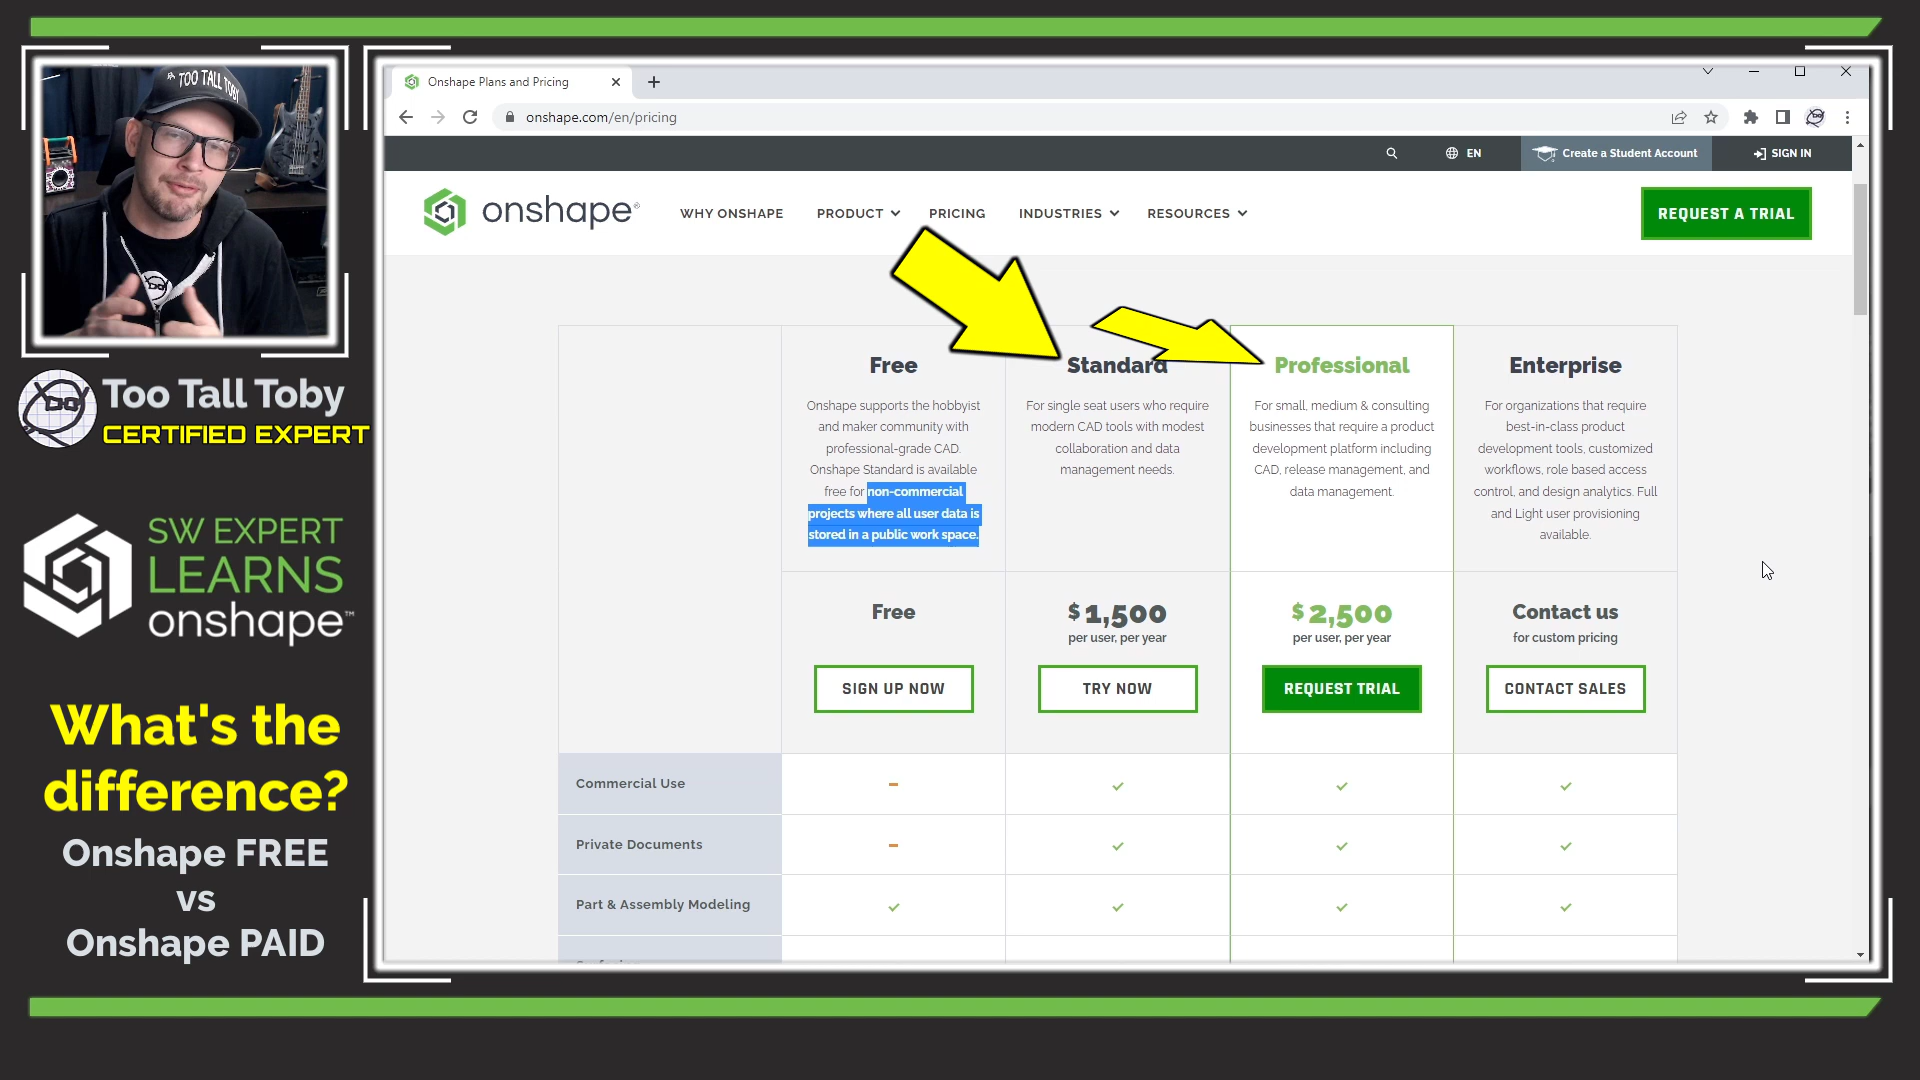 TOO TALL TOBY
Too Tall Toby
CERTIFIED EXPERT
SW EXPERT
LEARNS
onshape™
What's the
difference?
Onshape FREE
vs
Onshape PAID
Onshape Plans and Pricing
onshape.com/en/pricing
EN
Create a Student Account
SIGN IN
onshape®
WHY ONSHAPE
PRODUCT
PRICING
INDUSTRIES
RESOURCES
REQUEST A TRIAL
Free
Onshape supports the hobbyist
and maker community with
professional-grade CAD.
Onshape Standard is available
free for non-commercial
projects where all user data is
stored in a public work space.
Standard
For single seat users who require
modern CAD tools with modest
collaboration and data
management needs.
Professional
For small, medium & consulting
businesses that require a product
development platform including
CAD, release management, and
data management.
Enterprise
For organizations that require
best-in-class product
development tools, customized
workflows, role based access
control, and design analytics. Full
and Light user provisioning
available.
Free
SIGN UP NOW
$1,500
per user, per year
TRY NOW
$2,500
per user, per year
REQUEST TRIAL
Contact us
for custom pricing
CONTACT SALES
Commercial Use
Private Documents
Part & Assembly Modeling